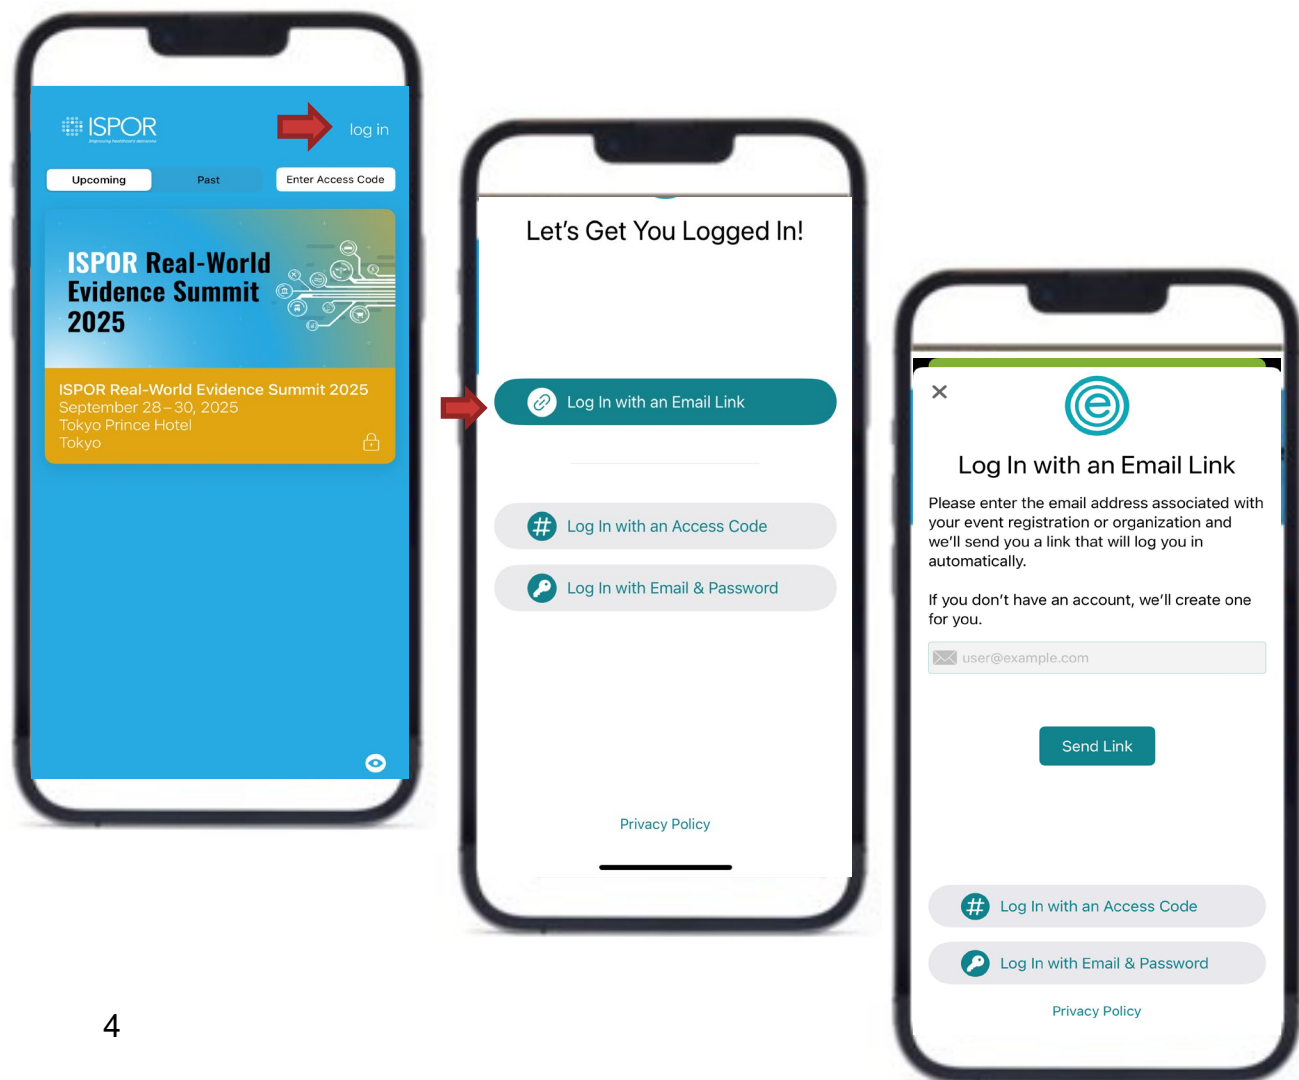 ISPOR
Improving healthcare decisions
log in
Upcoming
Past
Enter Access Code
ISPOR Real-World
Evidence Summit
2025
ISPOR Real-World Evidence Summit 2025
September 28–30, 2025
Tokyo Prince Hotel
Tokyo
Let's Get You Logged In!
Log In with an Email Link
# Log In with an Access Code
Log In with Email & Password
Privacy Policy
e
Log In with an Email Link
Please enter the email address associated with
your event registration or organization and
we'll send you a link that will log you in
automatically.
If you don't have an account, we'll create one
for you.
user@example.com
Send Link
# Log In with an Access Code
Log In with Email & Password
Privacy Policy
4